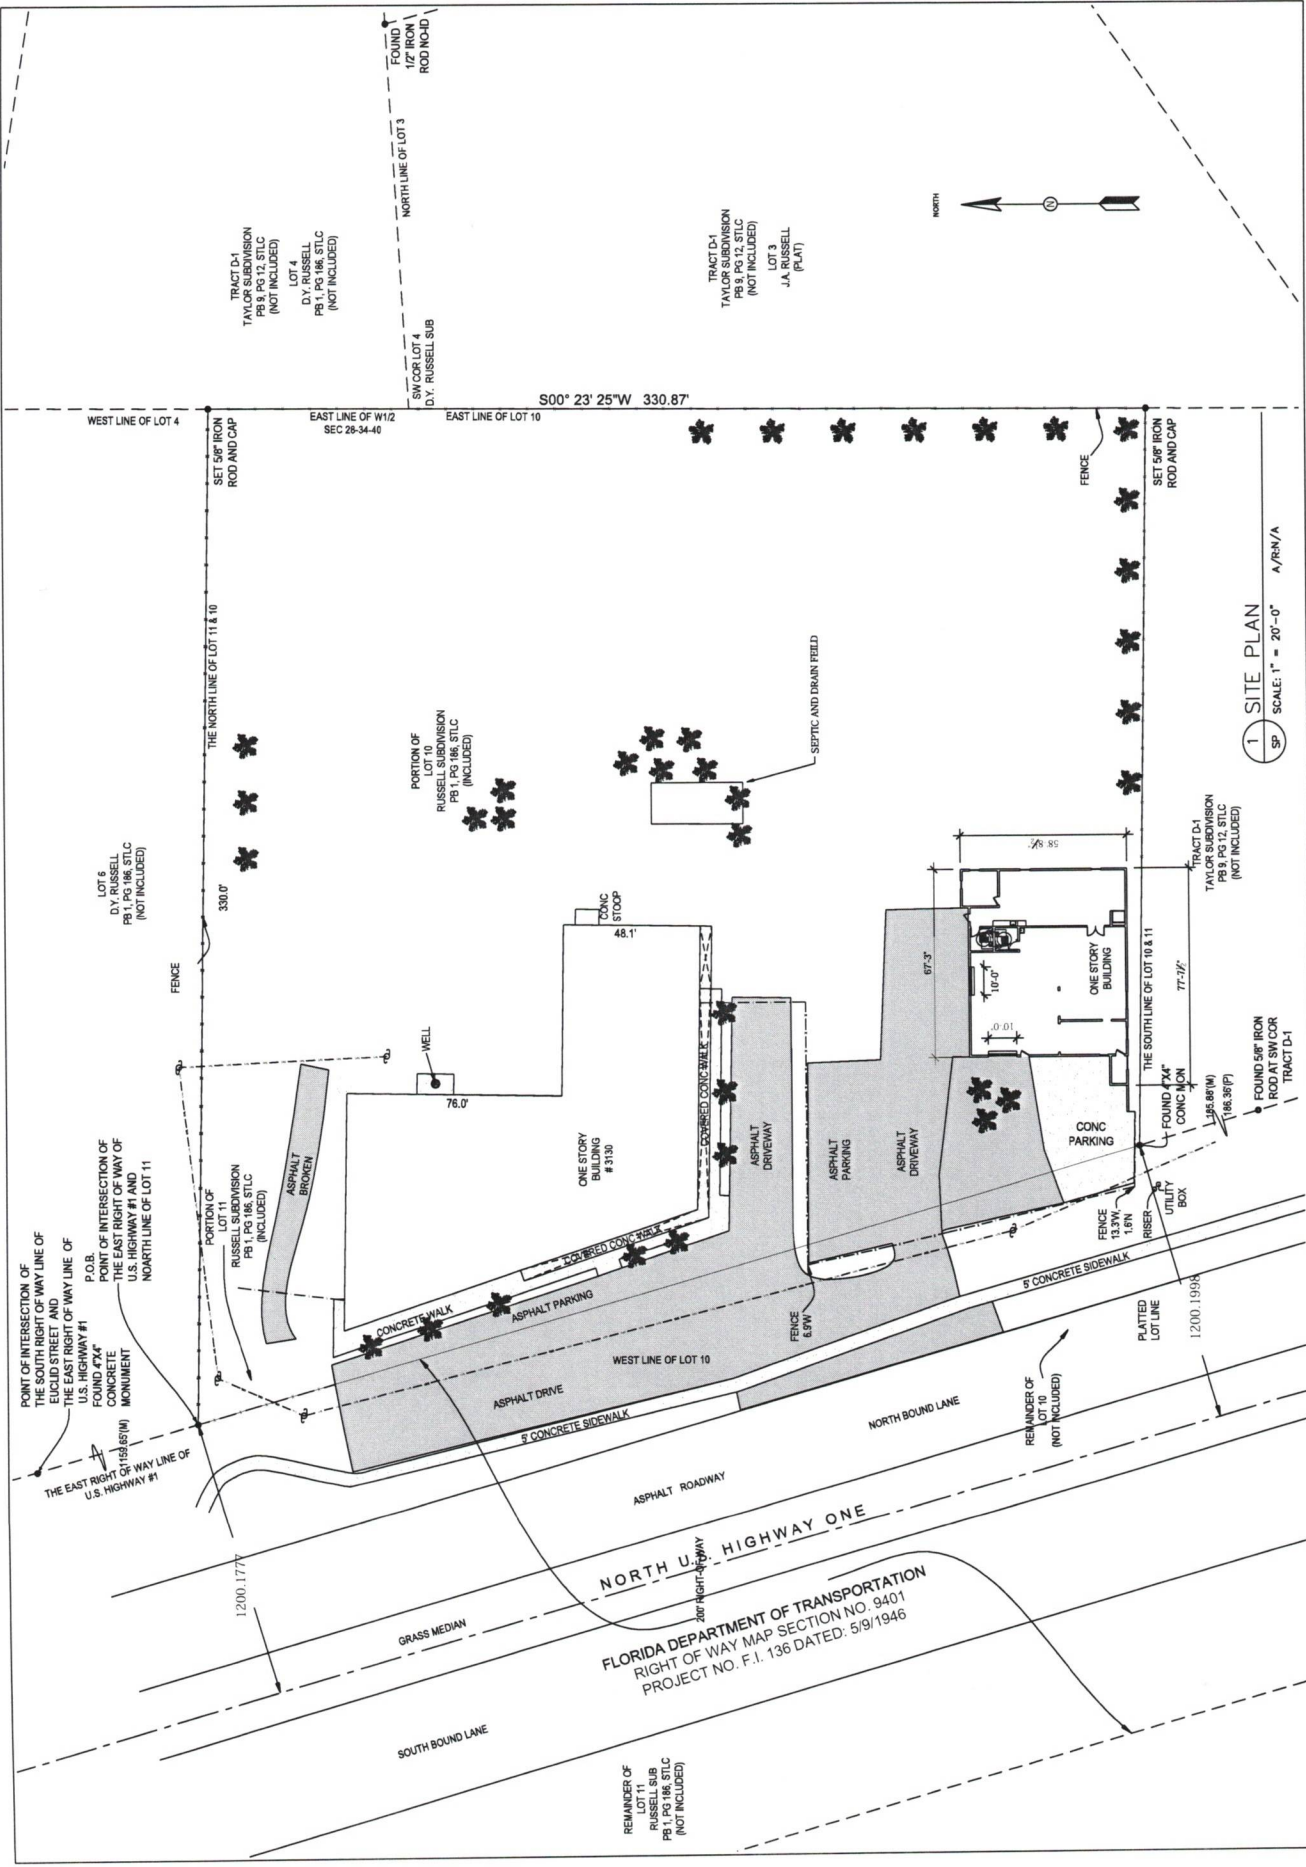 POINT OF INTERSECTION OF
THE SOUTH RIGHT OF WAY LINE OF
EUCLID STREET AND
THE EAST RIGHT OF WAY LINE OF
U.S. HIGHWAY #1
FOUND 4"X4"
CONCRETE
MONUMENT
P.O.B.
POINT OF INTERSECTION OF
THE EAST RIGHT OF WAY OF
U.S. HIGHWAY #1 AND
NOARTH LINE OF LOT 11
1159.65'(M)
THE EAST RIGHT OF WAY LINE OF
U.S. HIGHWAY #1
LOT 6
D.Y. RUSSELL
PB 1, PG 186, STLC
(NOT INCLUDED)
FENCE
330.0'
THE NORTH LINE OF LOT 11 & 10
WEST LINE OF LOT 4
SET 5/8" IRON
ROD AND CAP
EAST LINE OF W1/2
SEC 28-34-40
EAST LINE OF LOT 10
S00° 23' 25"W 330.87'
TRACT D-1
TAYLOR SUBDIVISION
PB 9, PG 12, STLC
(NOT INCLUDED)
LOT 4
D.Y. RUSSELL
PB 1, PG 186, STLC
(NOT INCLUDED)
SW COR LOT 4
D.Y. RUSSELL SUB
NORTH LINE OF LOT 3
FOUND
1/2" IRON
ROD NO-ID
TRACT D-1
TAYLOR SUBDIVISION
PB 9, PG 12, STLC
(NOT INCLUDED)
LOT 3
J.A. RUSSELL
(PLAT)
NORTH
N
PORTION OF
LOT 11
RUSSELL SUBDIVISION
PB 1, PG 186, STLC
(INCLUDED)
ASPHALT
BROKEN
WELL
76.0'
ONE STORY
BUILDING
# 3130
48.1'
CONC
STOOP
PORTION OF
LOT 10
RUSSELL SUBDIVISION
PB 1, PG 186, STLC
(INCLUDED)
SEPTIC AND DRAIN FEILD
FENCE
SET 5/8" IRON
ROD AND CAP
CONCRETE WALK
COVERED CONC WALK
COVERED CONC WALK
ASPHALT PARKING
ASPHALT DRIVE
WEST LINE OF LOT 10
5' CONCRETE SIDEWALK
ASPHALT
DRIVEWAY
ASPHALT
PARKING
ASPHALT
DRIVEWAY
FENCE
6.9'W
67'-3"
58'-8½"
10'-0"
10'-0"
ONE STORY
BUILDING
77'-7½"
CONC
PARKING
THE SOUTH LINE OF LOT 10 & 11
TRACT D-1
TAYLOR SUBDIVISION
PB 9, PG 12, STLC
(NOT INCLUDED)
FOUND 4"X4"
CONC MON
185.86'(M)
186.36'(P)
FOUND 5/8" IRON
ROD AT SW COR
TRACT D-1
FENCE
13.3'W,
1.6'N
RISER
UTILITY
BOX
5' CONCRETE SIDEWALK
PLATTED
LOT LINE
1200.1998
1200.1777
REMAINDER OF
LOT 10
(NOT INCLUDED)
NORTH BOUND LANE
ASPHALT ROADWAY
NORTH U.S. HIGHWAY ONE
200' RIGHT-OF-WAY
GRASS MEDIAN
SOUTH BOUND LANE
FLORIDA DEPARTMENT OF TRANSPORTATION
RIGHT OF WAY MAP SECTION NO. 9401
PROJECT NO. F.I. 136 DATED: 5/9/1946
REMAINDER OF
LOT 11
RUSSELL SUB
PB 1, PG 186, STLC
(NOT INCLUDED)
1 SITE PLAN
SP SCALE: 1" = 20'-0" A/R:N/A